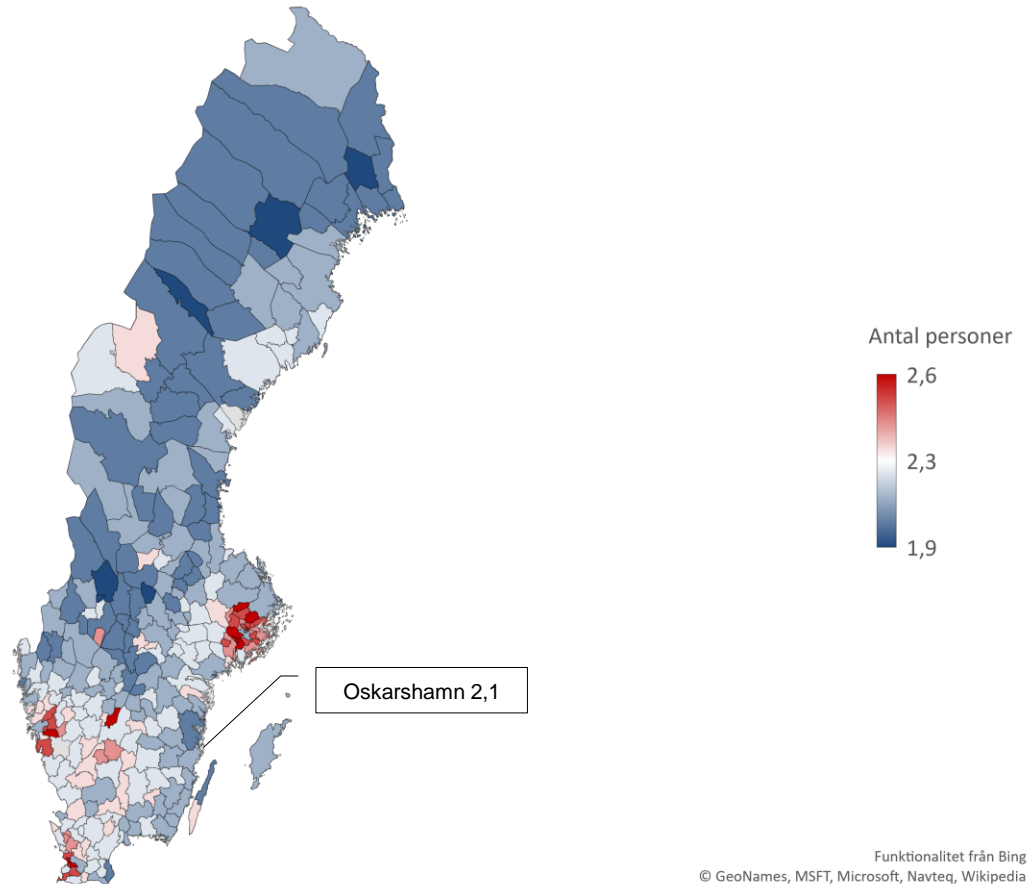 Antal personer
2,6
2,3
1,9
Oskarshamn 2,1
Funktionalitet från Bing
© GeoNames, MSFT, Microsoft, Navteq, Wikipedia